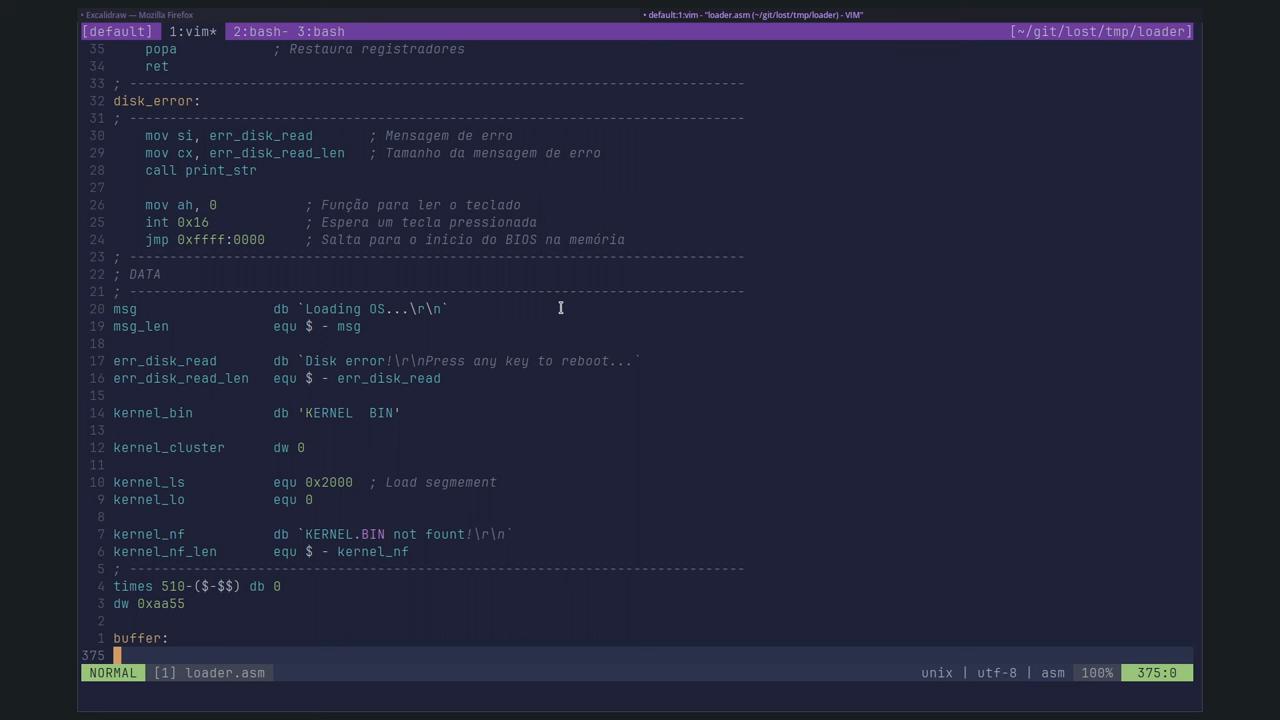 Excalidraw — Mozilla Firefox
default:1:vim - "loader.asm (~/git/lost/tmp/loader) - VIM"
[default] 1:vim* 2:bash- 3:bash [~/git/lost/tmp/loader]
35 popa ; Restaura registradores
34 ret
33 ; -----------------------------------------------------------------------------
32 disk_error:
31 ; -----------------------------------------------------------------------------
30 mov si, err_disk_read ; Mensagem de erro
29 mov cx, err_disk_read_len ; Tamanho da mensagem de erro
28 call print_str
27
26 mov ah, 0 ; Função para ler o teclado
25 int 0x16 ; Espera um tecla pressionada
24 jmp 0xffff:0000 ; Salta para o inicio do BIOS na memória
23 ; -----------------------------------------------------------------------------
22 ; DATA
21 ; -----------------------------------------------------------------------------
20 msg db `Loading OS...\r\n`
19 msg_len equ $ - msg
18
17 err_disk_read db `Disk error!\r\nPress any key to reboot...`
16 err_disk_read_len equ $ - err_disk_read
15
14 kernel_bin db 'KERNEL  BIN'
13
12 kernel_cluster dw 0
11
10 kernel_ls equ 0x2000 ; Load segmement
9 kernel_lo equ 0
8
7 kernel_nf db `KERNEL.BIN not fount!\r\n`
6 kernel_nf_len equ $ - kernel_nf
5 ; -----------------------------------------------------------------------------
4 times 510-($-$$) db 0
3 dw 0xaa55
2
1 buffer:
375
NORMAL [1] loader.asm unix | utf-8 | asm 100% 375:0